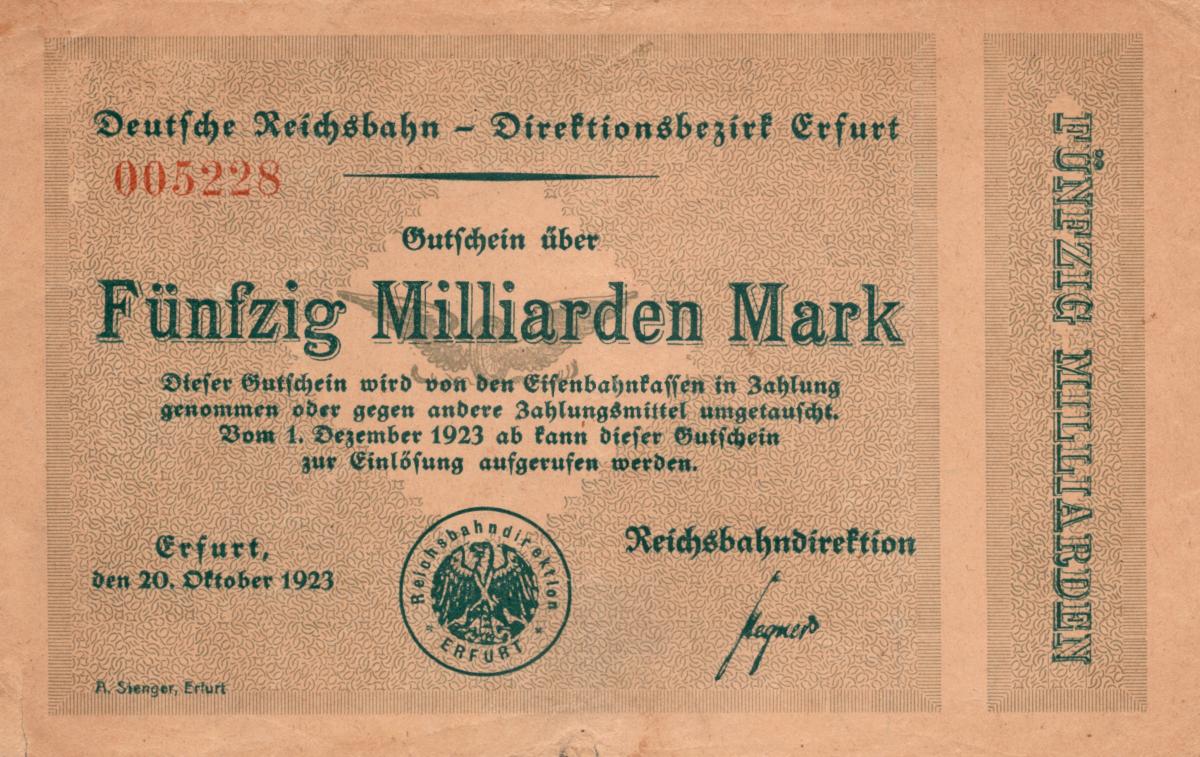 Deutsche Reichsbahn – Direktionsbezirk Erfurt
005228
Gutschein über
Fünfzig Milliarden Mark
Dieser Gutschein wird von den Eisenbahnkassen in Zahlung
genommen oder gegen andere Zahlungsmittel umgetauscht.
Vom 1. Dezember 1923 ab kann dieser Gutschein
zur Einlösung aufgerufen werden.
Erfurt,
den 20. Oktober 1923
Reichsbahndirektion
ERFURT
Reichsbahndirektion
A. Stenger, Erfurt
FÜNFZIG MILLIARDEN